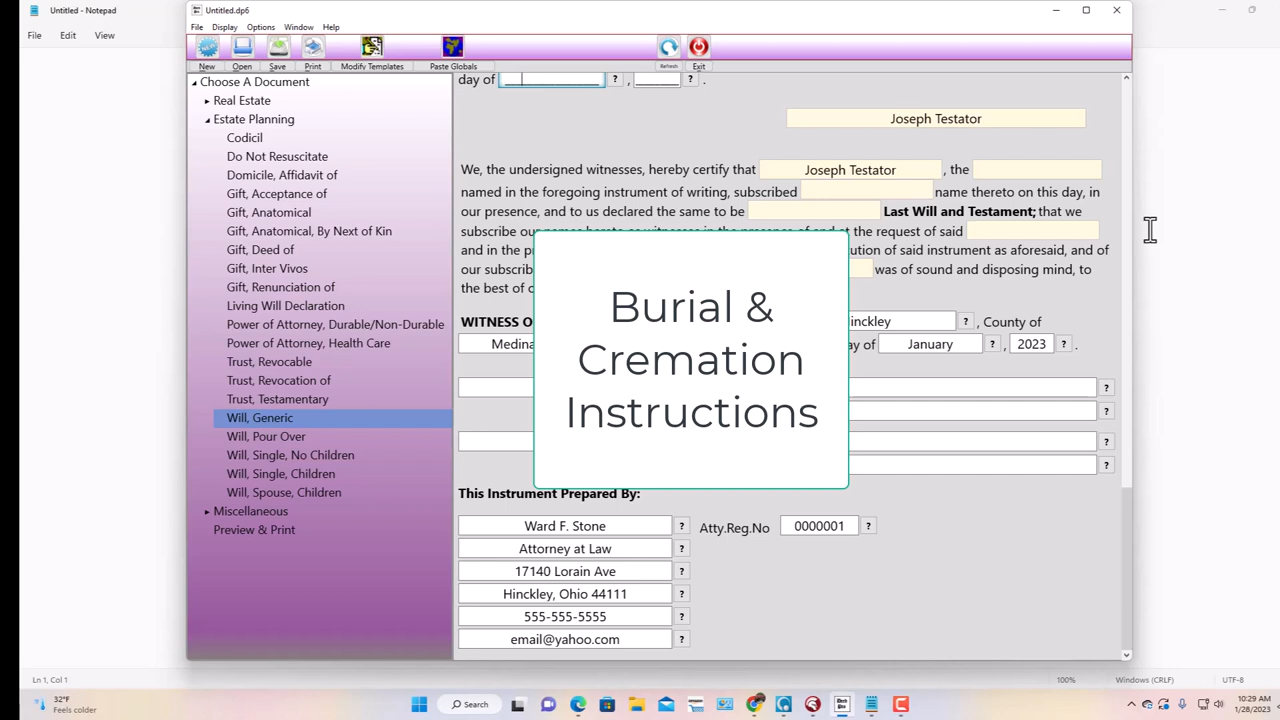 Untitled - Notepad
File Edit View
Untitled.dp6
File Display Options Window Help
New Open Save Print Modify Templates Paste Globals Refresh Exit
Choose A Document
Real Estate
Estate Planning
Codicil
Do Not Resuscitate
Domicile, Affidavit of
Gift, Acceptance of
Gift, Anatomical
Gift, Anatomical, By Next of Kin
Gift, Deed of
Gift, Inter Vivos
Gift, Renunciation of
Living Will Declaration
Power of Attorney, Durable/Non-Durable
Power of Attorney, Health Care
Trust, Revocable
Trust, Revocation of
Trust, Testamentary
Will, Generic
Will, Pour Over
Will, Single, No Children
Will, Single, Children
Will, Spouse, Children
Miscellaneous
Preview & Print
day of ? , ? .
Joseph Testator
We, the undersigned witnesses, hereby certify that Joseph Testator , the
named in the foregoing instrument of writing, subscribed name thereto on this day, in
our presence, and to us declared the same to be Last Will and Testament; that we
subscribe our names hereto as witnesses in the presence of and at the request of said
and in the pr ution of said instrument as aforesaid, and of
our subscrib was of sound and disposing mind, to
the best of
WITNESS O inckley ? , County of
Medina ay of January ? , 2023 ? .
?
?
?
?
Burial &
Cremation
Instructions
This Instrument Prepared By:
Ward F. Stone ? Atty.Reg.No 0000001 ?
Attorney at Law ?
17140 Lorain Ave ?
Hinckley, Ohio 44111 ?
555-555-5555 ?
email@yahoo.com ?
Ln 1, Col 1 100% Windows (CRLF) UTF-8
32°F
Feels colder
Search
10:29 AM
1/28/2023